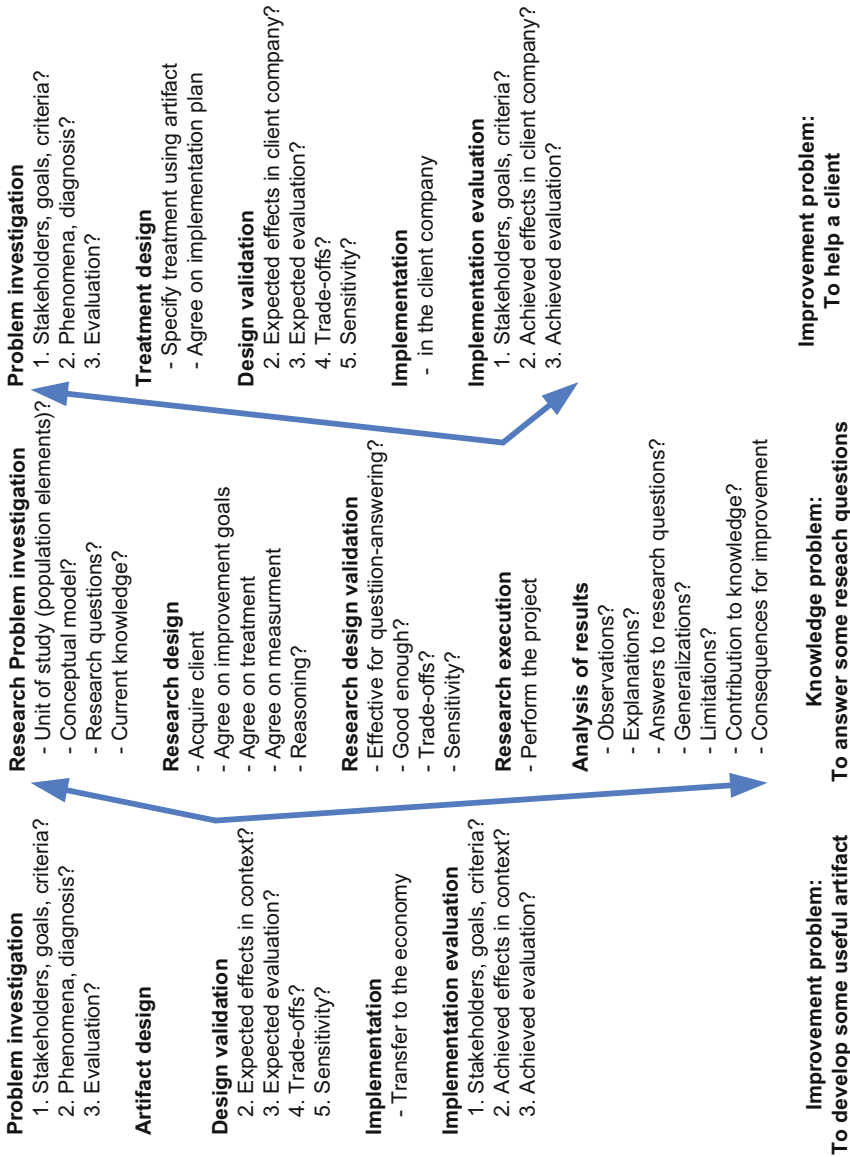 Problem investigation
1. Stakeholders, goals, criteria?
2. Phenomena, diagnosis?
3. Evaluation?
Artifact design
Design validation
2. Expected effects in context?
3. Expected evaluation?
4. Trade-offs?
5. Sensitivity?
Implementation
- Transfer to the economy
Implementation evaluation
1. Stakeholders, goals, criteria?
2. Achieved effects in context?
3. Achieved evaluation?
Improvement problem:
To develop some useful artifact
Research Problem investigation
- Unit of study (population elements)?
- Conceptual model?
- Research questions?
- Current knowledge?
Research design
- Acquire client
- Agree on improvement goals
- Agree on treatment
- Agree on measurment
- Reasoning?
Research design validation
- Effective for questiion-answering?
- Good enough?
- Trade-offs?
- Sensitivity?
Research execution
- Perform the project
Analysis of results
- Observations?
- Explanations?
- Answers to research questions?
- Generalizations?
- Limitations?
- Contribution to knowledge?
- Consequences for improvement
Knowledge problem:
To answer some reseach questions
Problem investigation
1. Stakeholders, goals, criteria?
2. Phenomena, diagnosis?
3. Evaluation?
Treatment design
- Specify treatment using artifact
- Agree on implementation plan
Design validation
2. Expected effects in client company?
3. Expected evaluation?
4. Trade-offs?
5. Sensitivity?
Implementation
- in the client company
Implementation evaluation
1. Stakeholders, goals, criteria?
2. Achieved effects in client company?
3. Achieved evaluation?
Improvement problem:
To help a client